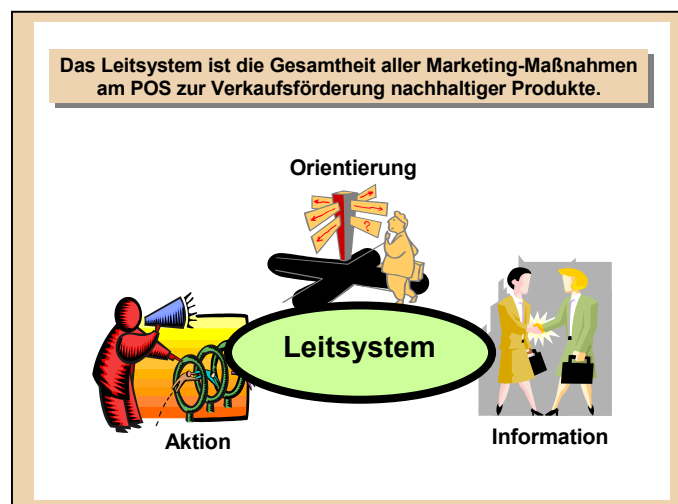 Das Leitsystem ist die Gesamtheit aller Marketing-Maßnahmen
am POS zur Verkaufsförderung nachhaltiger Produkte.
Orientierung
?
Leitsystem
Aktion
Information